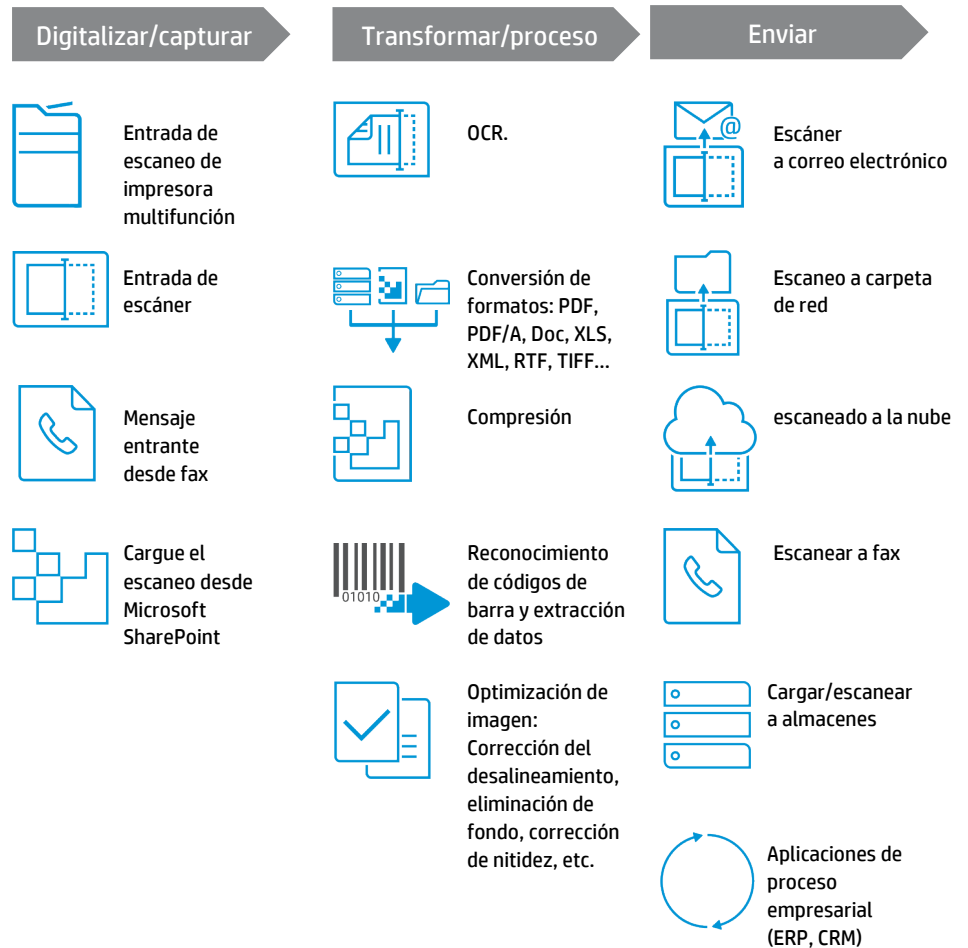 Digitalizar/capturar
Transformar/proceso
Enviar
Entrada de
escaneo de
impresora
multifunción
Entrada de
escáner
Mensaje
entrante
desde fax
Cargue el
escaneo desde
Microsoft
SharePoint
OCR.
Conversión de
formatos: PDF,
PDF/A, Doc, XLS,
XML, RTF, TIFF...
Compresión
01010
Reconocimiento
de códigos de
barra y extracción
de datos
Optimización de
imagen:
Corrección del
desalineamiento,
eliminación de
fondo, corrección
de nitidez, etc.
@
Escáner
a correo electrónico
Escaneo a carpeta
de red
escaneado a la nube
Escanear a fax
Cargar/escanear
a almacenes
Aplicaciones de
proceso
empresarial
(ERP, CRM)